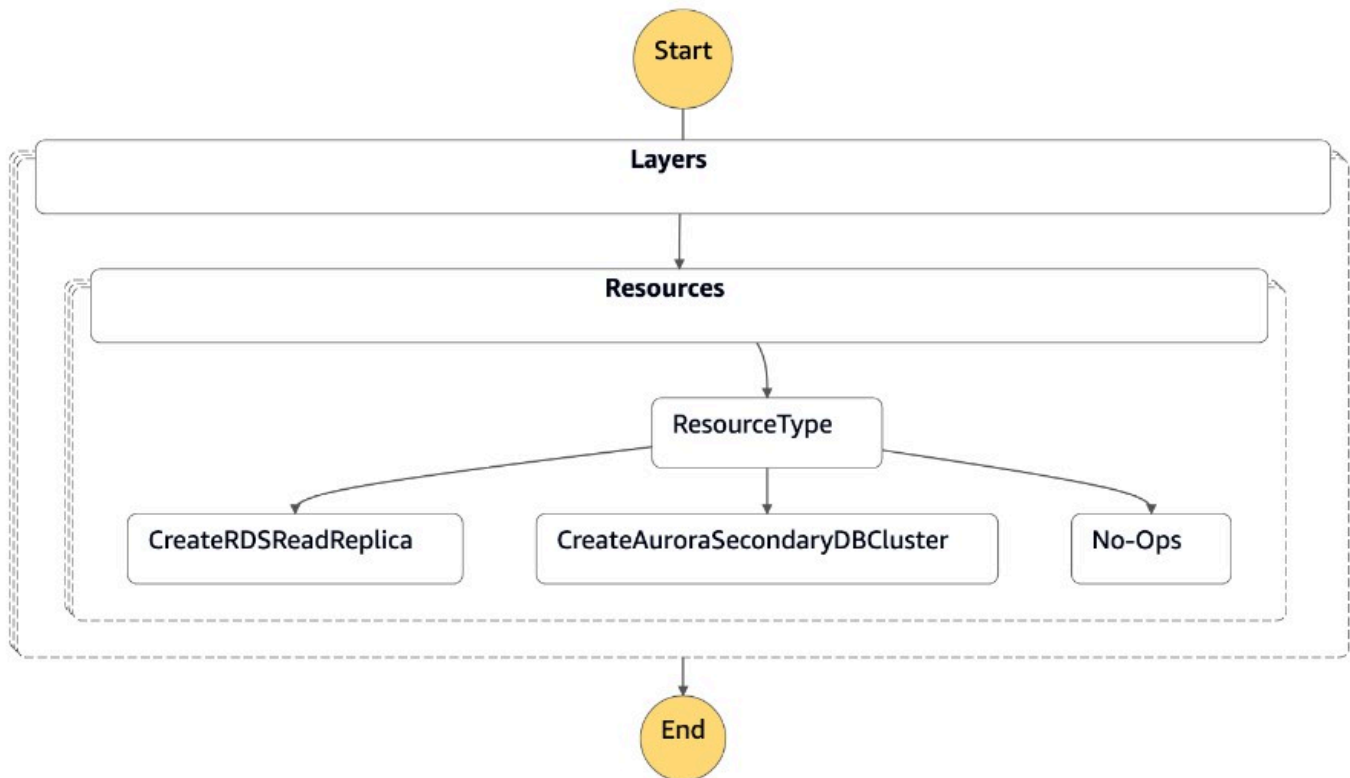 Start
Layers
Resources
ResourceType
CreateRDSReadReplica
CreateAuroraSecondaryDBCluster
No-Ops
End